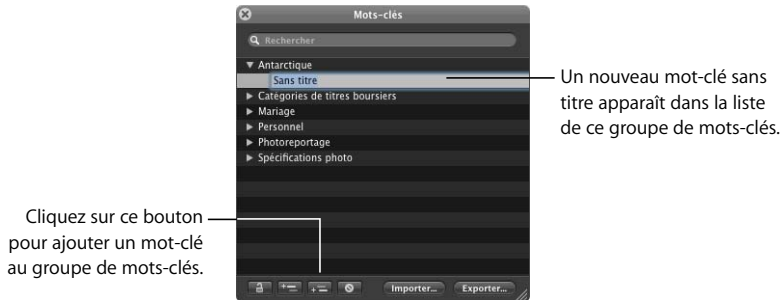 Mots-clés
Rechercher
Antarctique
Sans titre
Catégories de titres boursiers
Mariage
Personnel
Photoreportage
Spécifications photo
Importer...
Exporter...
Un nouveau mot-clé sans
titre apparaît dans la liste
de ce groupe de mots-clés.
Cliquez sur ce bouton
pour ajouter un mot-clé
au groupe de mots-clés.